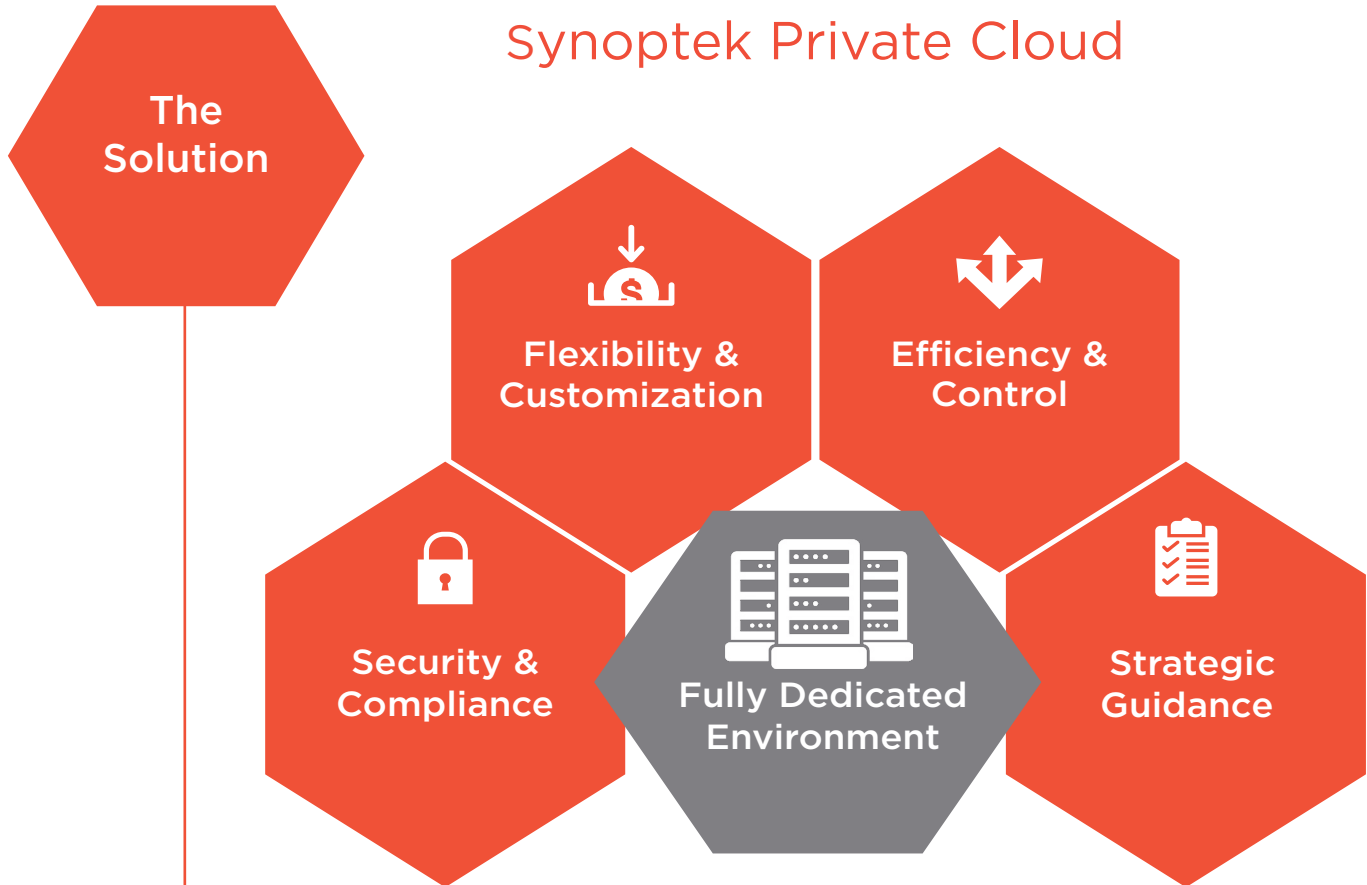 Synoptek Private Cloud
The
Solution
Flexibility &
Customization
Efficiency &
Control
Security &
Compliance
Fully Dedicated
Environment
Strategic
Guidance